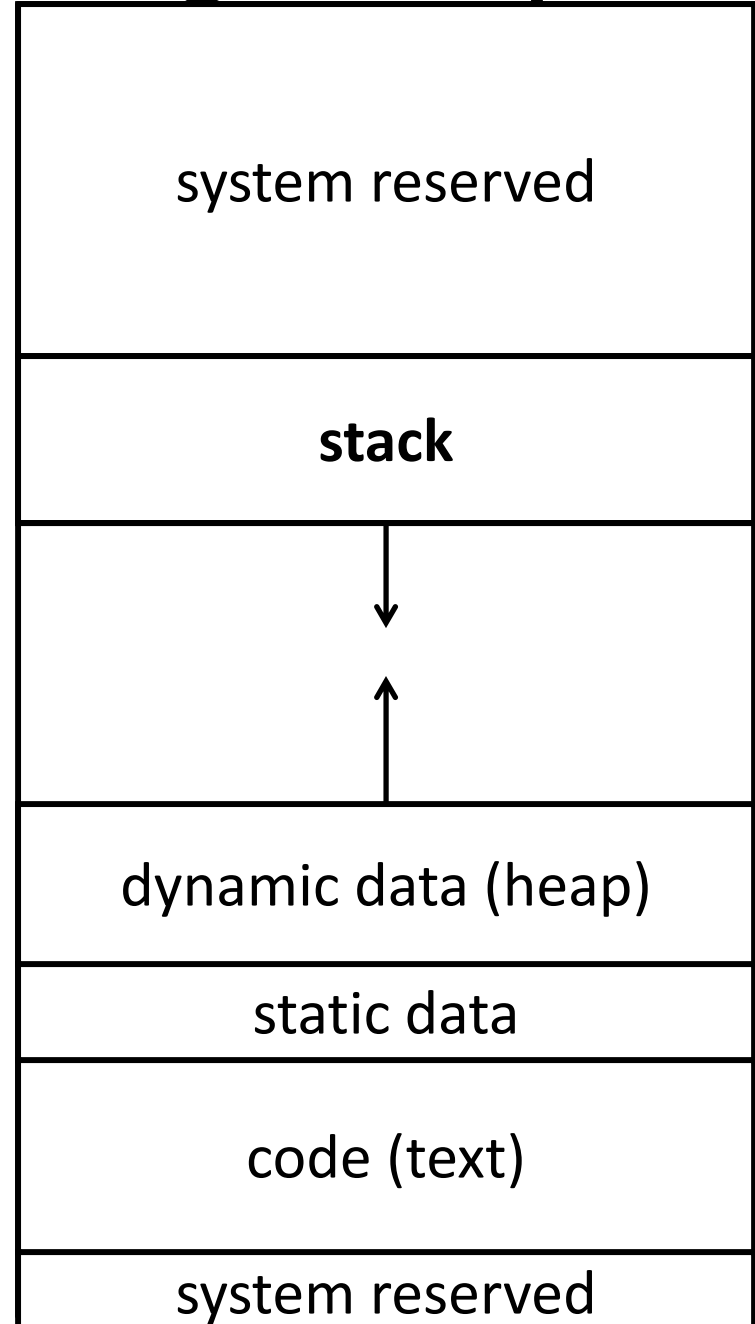 system reserved
stack
dynamic data (heap)
static data
code (text)
system reserved